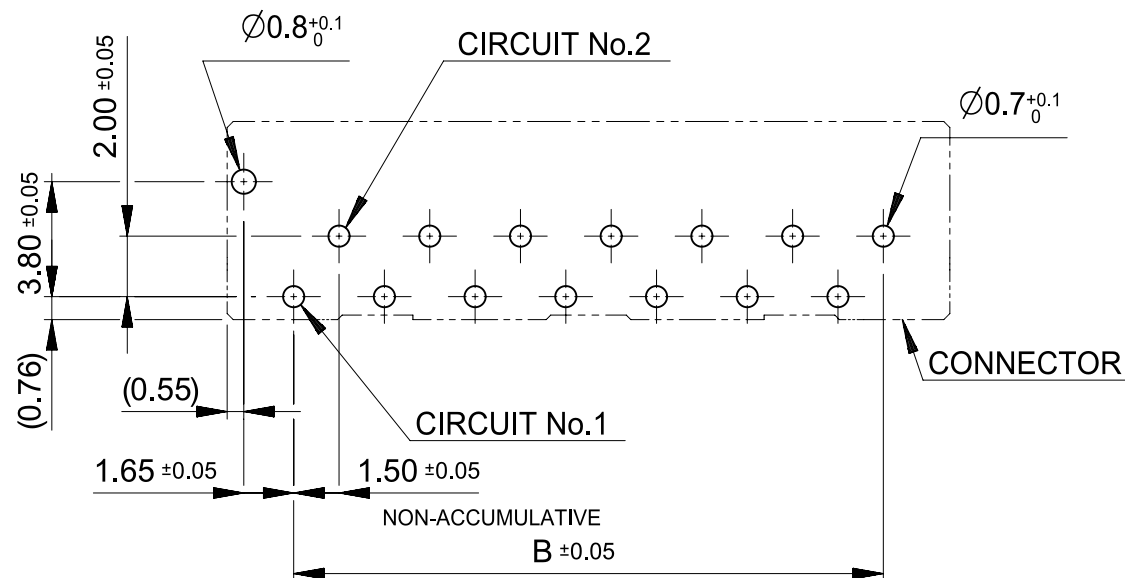 Ø0.8 +0.1 0
CIRCUIT No.2
Ø0.7 +0.1 0
2.00 ±0.05
3.80 ±0.05
(0.76)
(0.55)
CONNECTOR
CIRCUIT No.1
1.65 ±0.05
1.50 ±0.05
NON-ACCUMULATIVE
B ±0.05